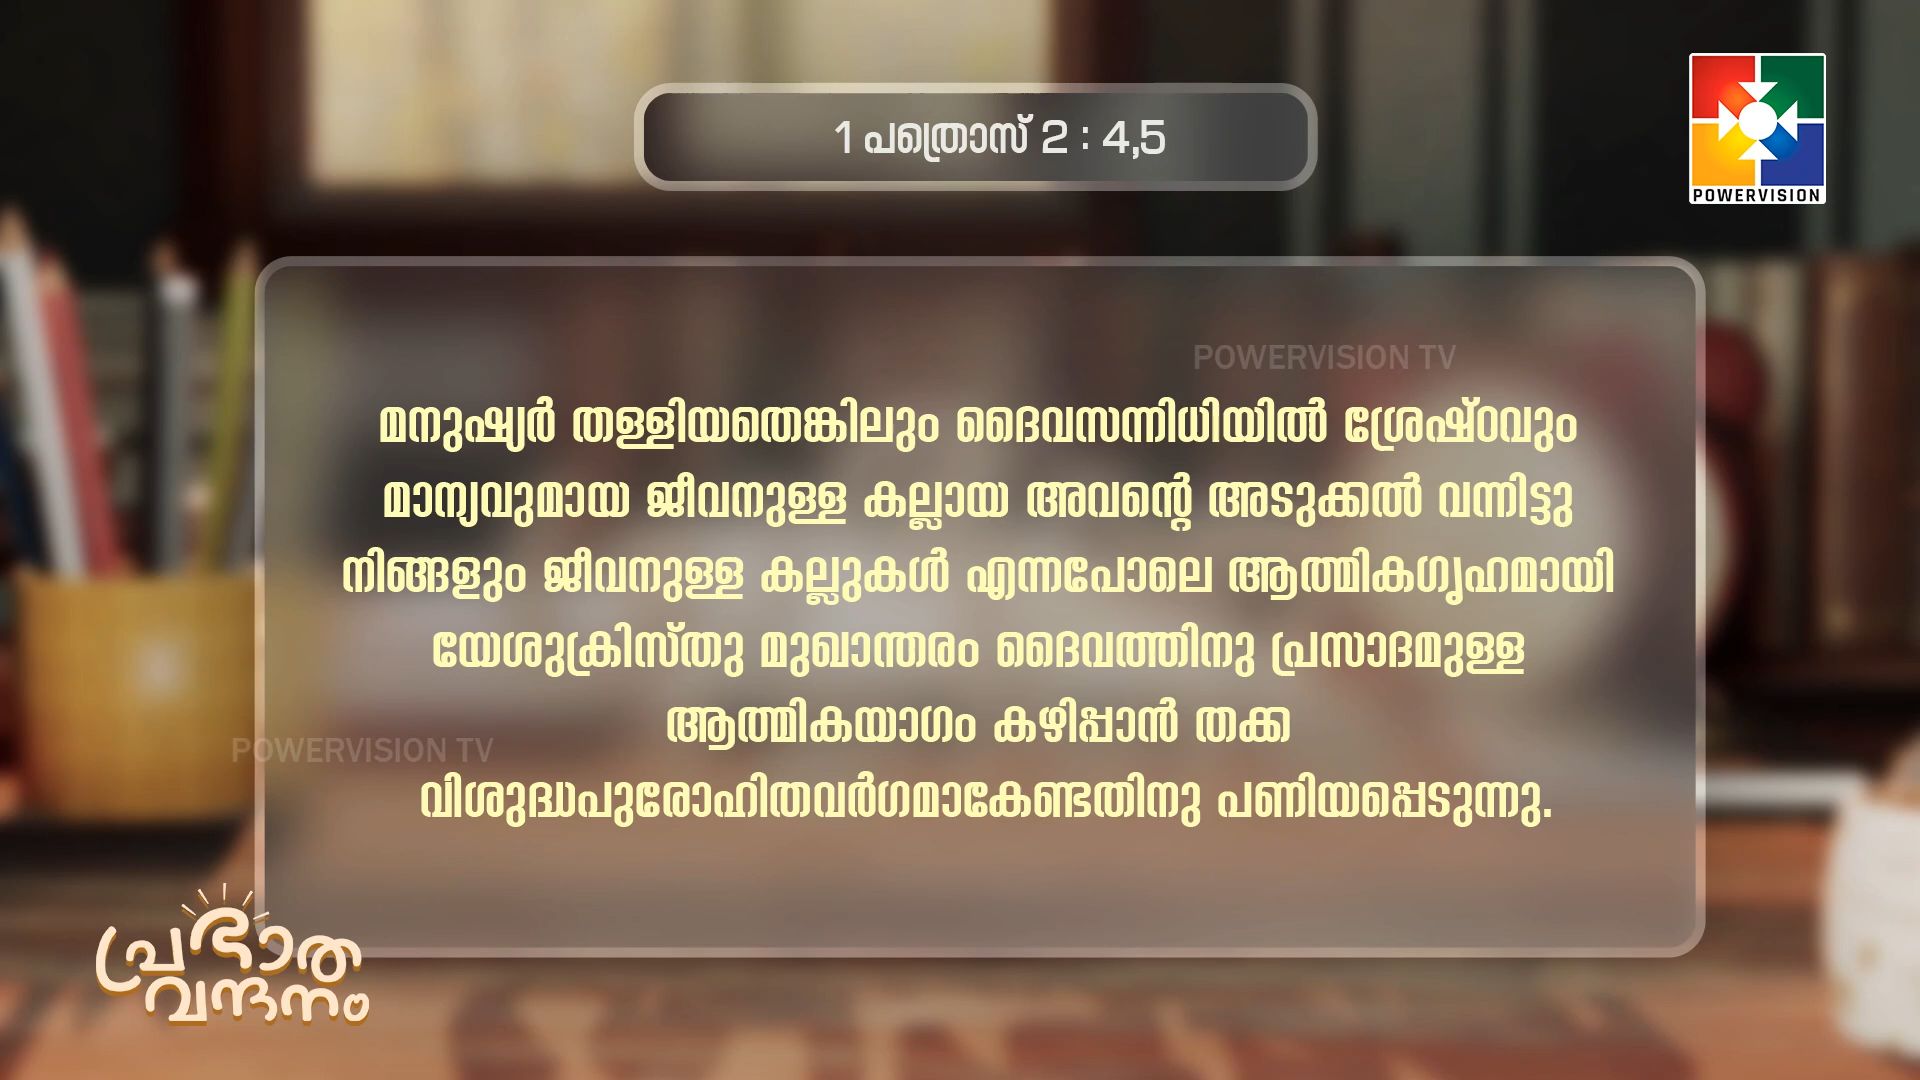 1 പത്രൊസ് 2 : 4,5
POWERVISION
POWERVISION TV
മനുഷ്യർ തള്ളിയതെങ്കിലും ദൈവസന്നിധിയിൽ ശ്രേഷ്ഠവും
മാന്യവുമായ ജീവനുള്ള കല്ലായ അവന്റെ അടുക്കൽ വന്നിട്ടു
നിങ്ങളും ജീവനുള്ള കല്ലുകൾ എന്നപോലെ ആത്മികഗൃഹമായി
യേശുക്രിസ്തു മുഖാന്തരം ദൈവത്തിനു പ്രസാദമുള്ള
ആത്മികയാഗം കഴിപ്പാൻ തക്ക
POWERVISION TV
വിശുദ്ധപുരോഹിതവർഗമാകേണ്ടതിനു പണിയപ്പെടുന്നു.
പ്രഭാത
വന്ദനം